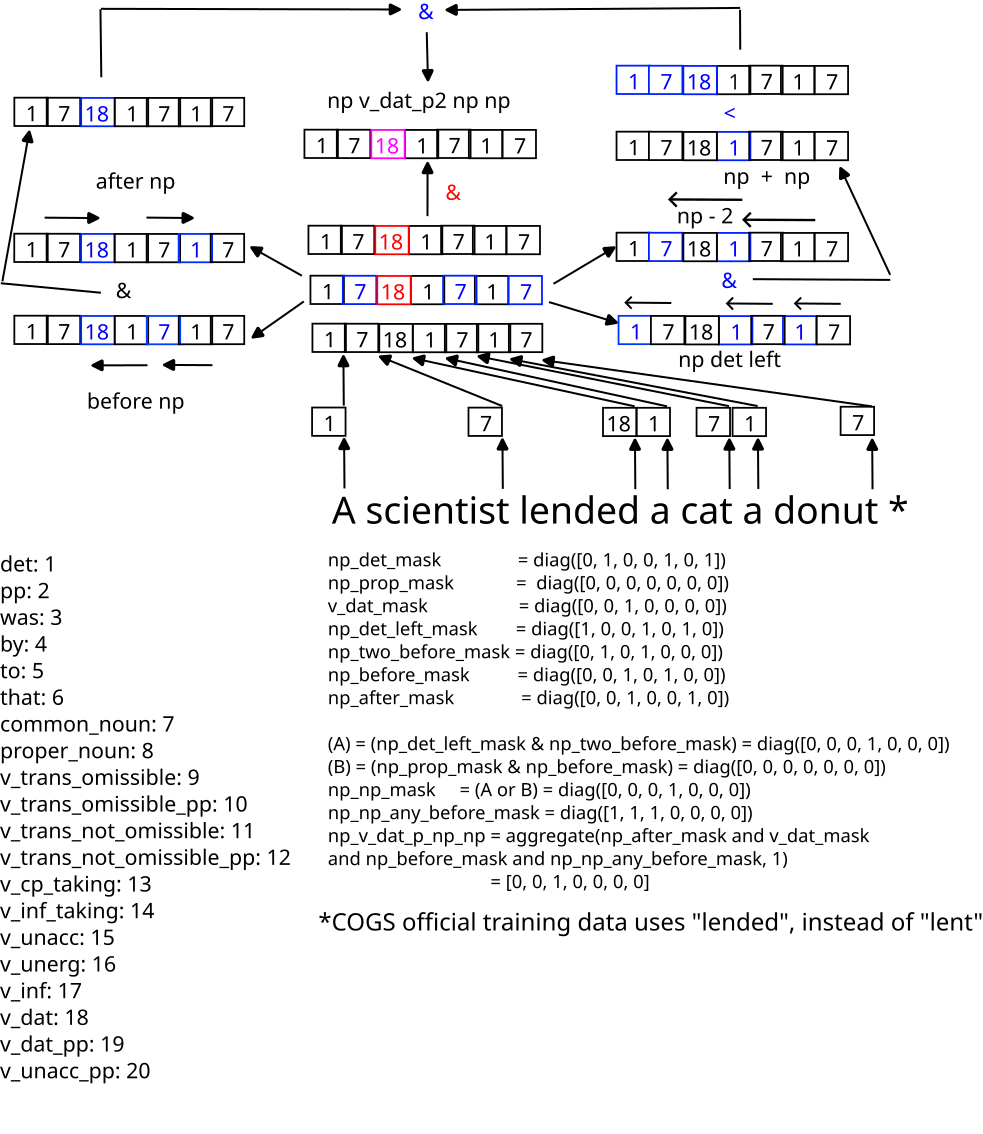 &
1 7 18 1 7 1 7
np v_dat_p2 np np
<
1 7 18 1 7 1 7
1 7 18 1 7 1 7
1 7 18 1 7 1 7
np + np
after np
&
np - 2
1 7 18 1 7 1 7
1 7 18 1 7 1 7
1 7 18 1 7 1 7
&
1 7 18 1 7 1 7
&
1 7 18 1 7 1 7
1 7 18 1 7 1 7
1 7 18 1 7 1 7
np det left
before np
1 7 18 1 7 1 7
A scientist lended a cat a donut *
det: 1
pp: 2
was: 3
by: 4
to: 5
that: 6
common_noun: 7
proper_noun: 8
v_trans_omissible: 9
v_trans_omissible_pp: 10
v_trans_not_omissible: 11
v_trans_not_omissible_pp: 12
v_cp_taking: 13
v_inf_taking: 14
v_unacc: 15
v_unerg: 16
v_inf: 17
v_dat: 18
v_dat_pp: 19
v_unacc_pp: 20
np_det_mask = diag([0, 1, 0, 0, 1, 0, 1])
np_prop_mask = diag([0, 0, 0, 0, 0, 0, 0])
v_dat_mask = diag([0, 0, 1, 0, 0, 0, 0])
np_det_left_mask = diag([1, 0, 0, 1, 0, 1, 0])
np_two_before_mask = diag([0, 1, 0, 1, 0, 0, 0])
np_before_mask = diag([0, 0, 1, 0, 1, 0, 0])
np_after_mask = diag([0, 0, 1, 0, 0, 1, 0])
(A) = (np_det_left_mask & np_two_before_mask) = diag([0, 0, 0, 1, 0, 0, 0])
(B) = (np_prop_mask & np_before_mask) = diag([0, 0, 0, 0, 0, 0, 0])
np_np_mask = (A or B) = diag([0, 0, 0, 1, 0, 0, 0])
np_np_any_before_mask = diag([1, 1, 1, 0, 0, 0, 0])
np_v_dat_p_np_np = aggregate(np_after_mask and v_dat_mask
and np_before_mask and np_np_any_before_mask, 1)
= [0, 0, 1, 0, 0, 0, 0]
*COGS official training data uses "lended", instead of "lent"